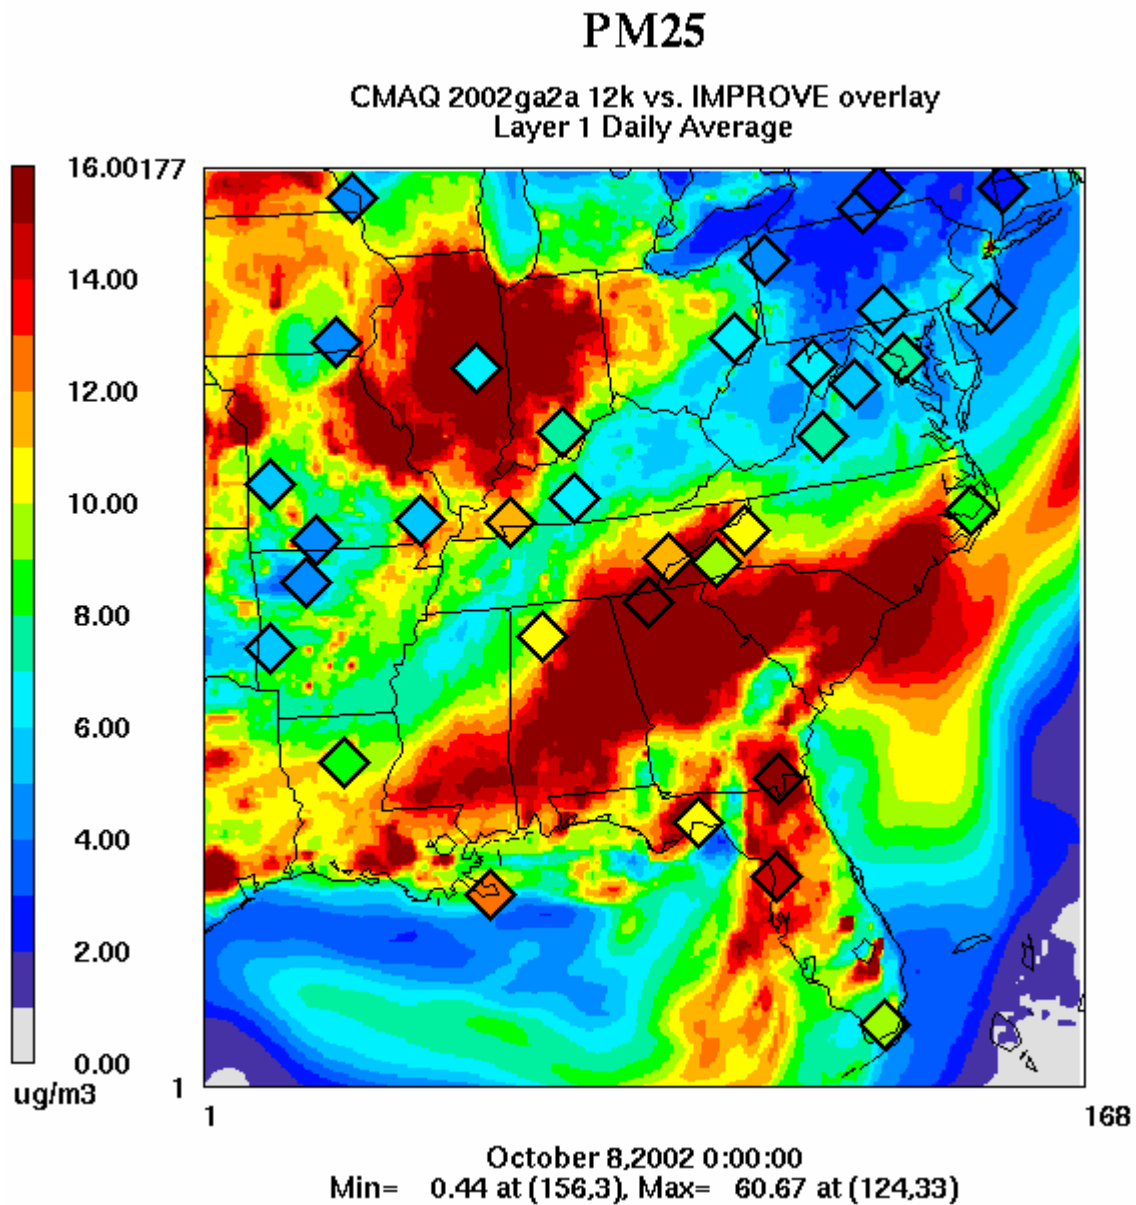 PM25
CMAQ 2002ga2a 12k vs. IMPROVE overlay
Layer 1 Daily Average
16.00
177
14.00
12.00
10.00
8.00
6.00
4.00
2.00
0.00
ug/m3
1
1
168
October 8,2002 0:00:00
Min= 0.44 at (156,3), Max= 60.67 at (124,33)